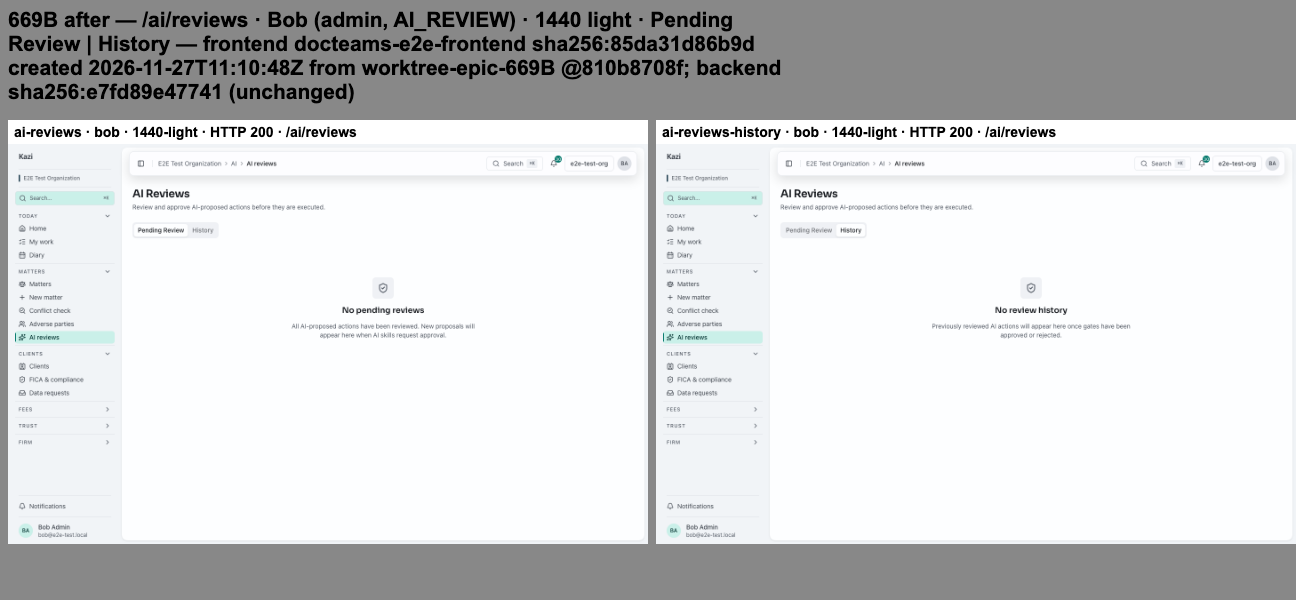 669B after — /ai/reviews · Bob (admin, AI_REVIEW) · 1440 light · Pending
Review | History — frontend docteams-e2e-frontend sha256:85da31d86b9d
created 2026-11-27T11:10:48Z from worktree-epic-669B @810b8708f; backend
sha256:e7fd89e47741 (unchanged)
ai-reviews · bob · 1440-light · HTTP 200 · /ai/reviews
Kazi
E2E Test Organization
Search...
TODAY
Home
My work
Diary
MATTERS
Matters
New matter
Conflict check
Adverse parties
AI reviews
CLIENTS
Clients
FICA & compliance
Data requests
FEES
TRUST
FIRM
Notifications
BA
Bob Admin
bob@e2e-test.local
E2E Test Organization › AI › AI reviews
Search
e2e-test-org
BA
AI Reviews
Review and approve AI-proposed actions before they are executed.
Pending Review
History
No pending reviews
All AI-proposed actions have been reviewed. New proposals will
appear here when AI skills request approval.
ai-reviews-history · bob · 1440-light · HTTP 200 · /ai/reviews
Kazi
E2E Test Organization
Search...
TODAY
Home
My work
Diary
MATTERS
Matters
New matter
Conflict check
Adverse parties
AI reviews
CLIENTS
Clients
FICA & compliance
Data requests
FEES
TRUST
FIRM
Notifications
BA
Bob Admin
bob@e2e-test.local
E2E Test Organization › AI › AI reviews
Search
e2e-test-org
BA
AI Reviews
Review and approve AI-proposed actions before they are executed.
Pending Review
History
No review history
Previously reviewed AI actions will appear here once gates have been
approved or rejected.